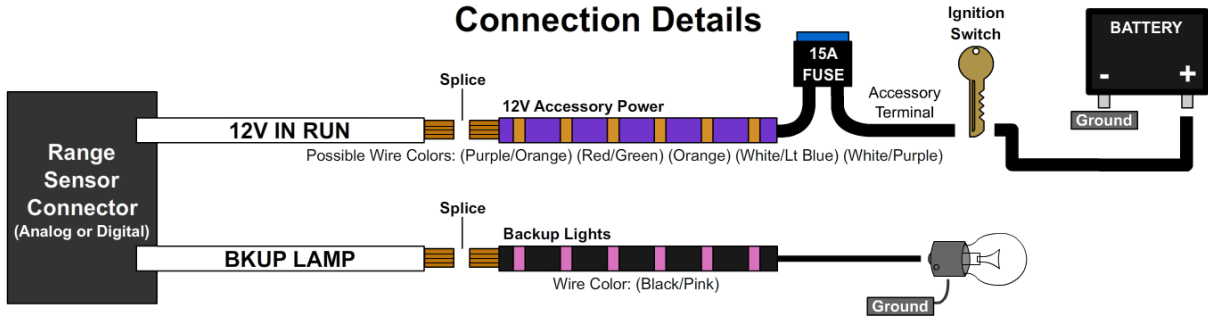 Connection Details
Ignition
Switch
BATTERY
- +
Ground
15A
FUSE
Accessory
Terminal
Splice
12V Accessory Power
12V IN RUN
Possible Wire Colors: (Purple/Orange) (Red/Green) (Orange) (White/Lt Blue) (White/Purple)
Range
Sensor
Connector
(Analog or Digital)
Splice
Backup Lights
BKUP LAMP
Wire Color: (Black/Pink)
Ground